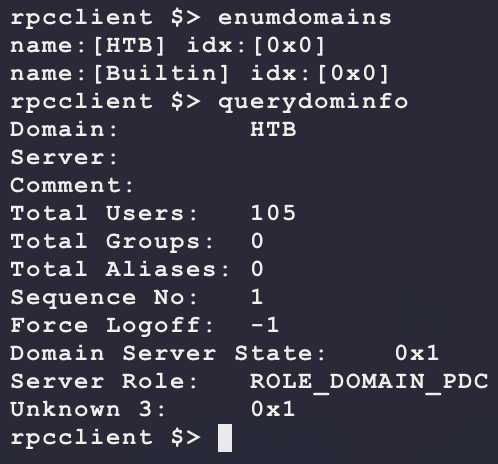 rpcclient $> enumdomains
name:[HTB] idx:[0x0]
name:[Builtin] idx:[0x0]
rpcclient $> querydominfo
Domain:         HTB
Server:
Comment:
Total Users:    105
Total Groups:   0
Total Aliases:  0
Sequence No:    1
Force Logoff:   -1
Domain Server State:    0x1
Server Role:    ROLE_DOMAIN_PDC
Unknown 3:      0x1
rpcclient $>